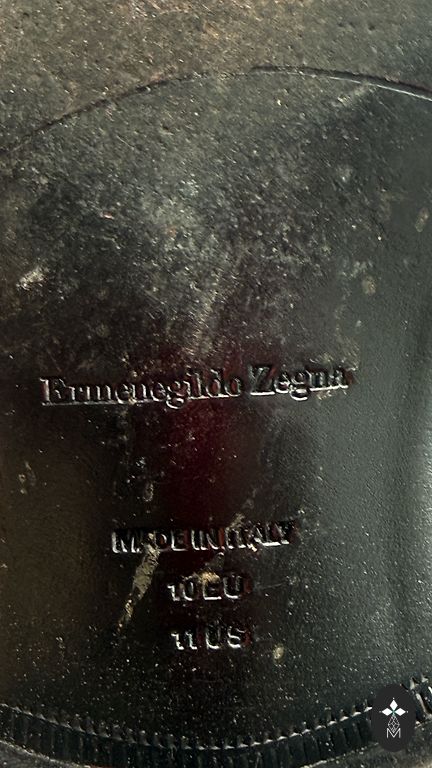 Ermenegildo Zegna
MADE IN ITALY
10 EU
11 US
M